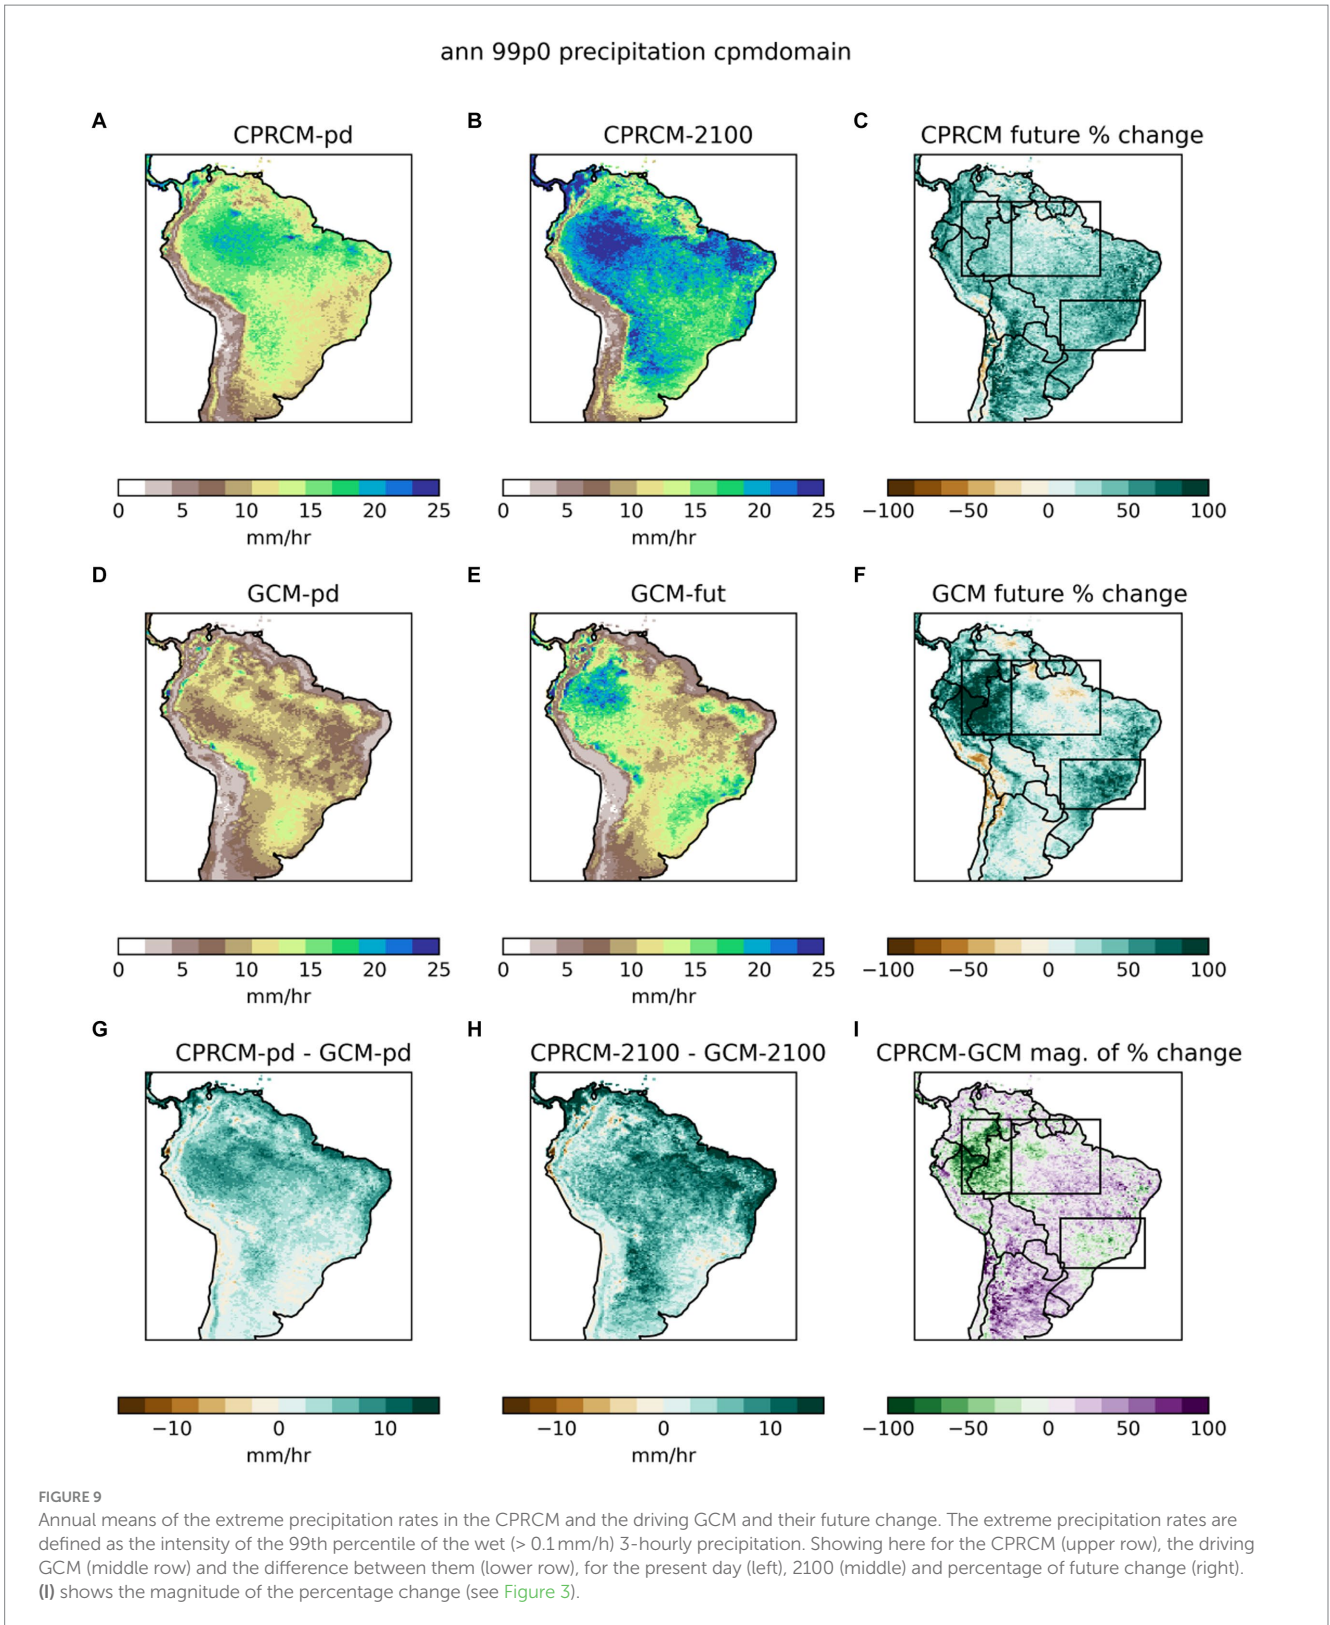 ann 99p0 precipitation cpmdomain
A B C
CPRCM-pd CPRCM-2100 CPRCM future % change
0 5 10 15 20 25 0 5 10 15 20 25 −100 −50 0 50 100
mm/hr mm/hr
D E F
GCM-pd GCM-fut GCM future % change
0 5 10 15 20 25 0 5 10 15 20 25 −100 −50 0 50 100
mm/hr mm/hr
G H I
CPRCM-pd - GCM-pd CPRCM-2100 - GCM-2100 CPRCM-GCM mag. of % change
−10 0 10 −10 0 10 −100 −50 0 50 100
mm/hr mm/hr
FIGURE 9
Annual means of the extreme precipitation rates in the CPRCM and the driving GCM and their future change. The extreme precipitation rates are
defined as the intensity of the 99th percentile of the wet (> 0.1 mm/h) 3-hourly precipitation. Showing here for the CPRCM (upper row), the driving
GCM (middle row) and the difference between them (lower row), for the present day (left), 2100 (middle) and percentage of future change (right).
(I) shows the magnitude of the percentage change (see Figure 3).